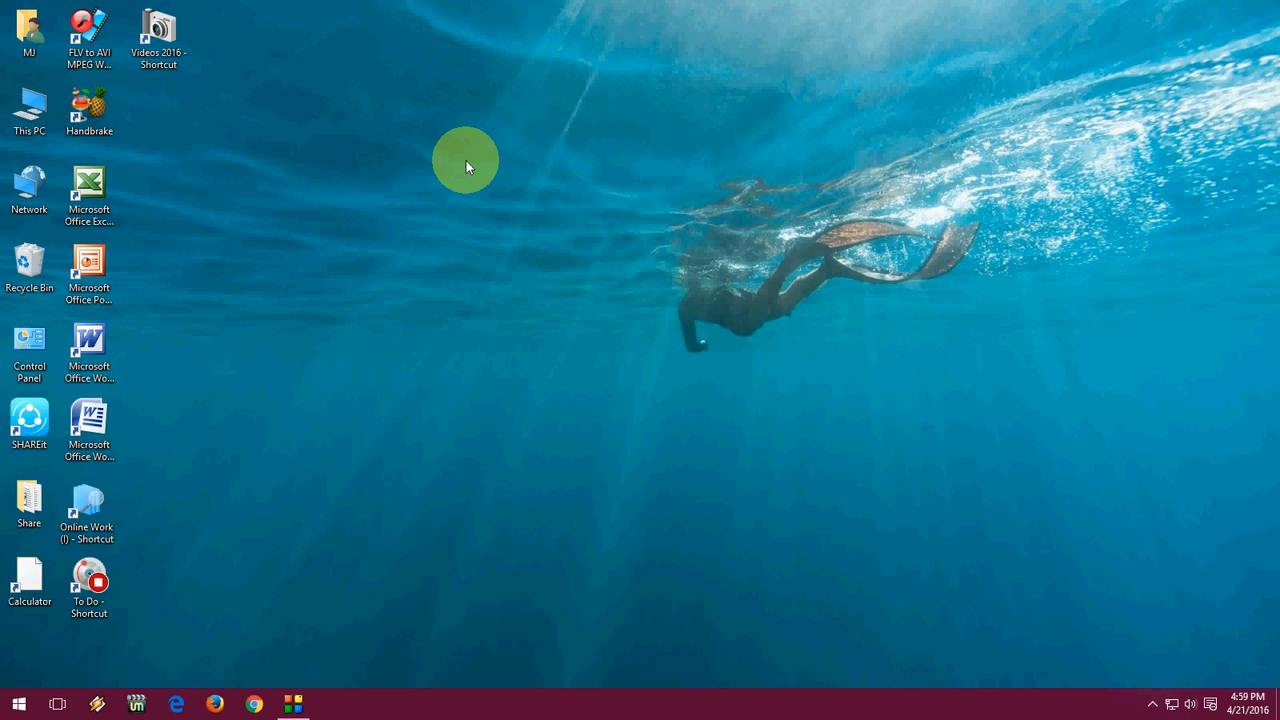 MJ
FLV to AVI
MPEG W...
Videos 2016 -
Shortcut
This PC
Handbrake
Network
Microsoft
Office Exc...
Recycle Bin
Microsoft
Office Po...
Control
Panel
Microsoft
Office Wo...
SHAREit
Microsoft
Office Wo...
Share
Online Work
(I) - Shortcut
Calculator
To Do -
Shortcut
4:59 PM
4/21/2016